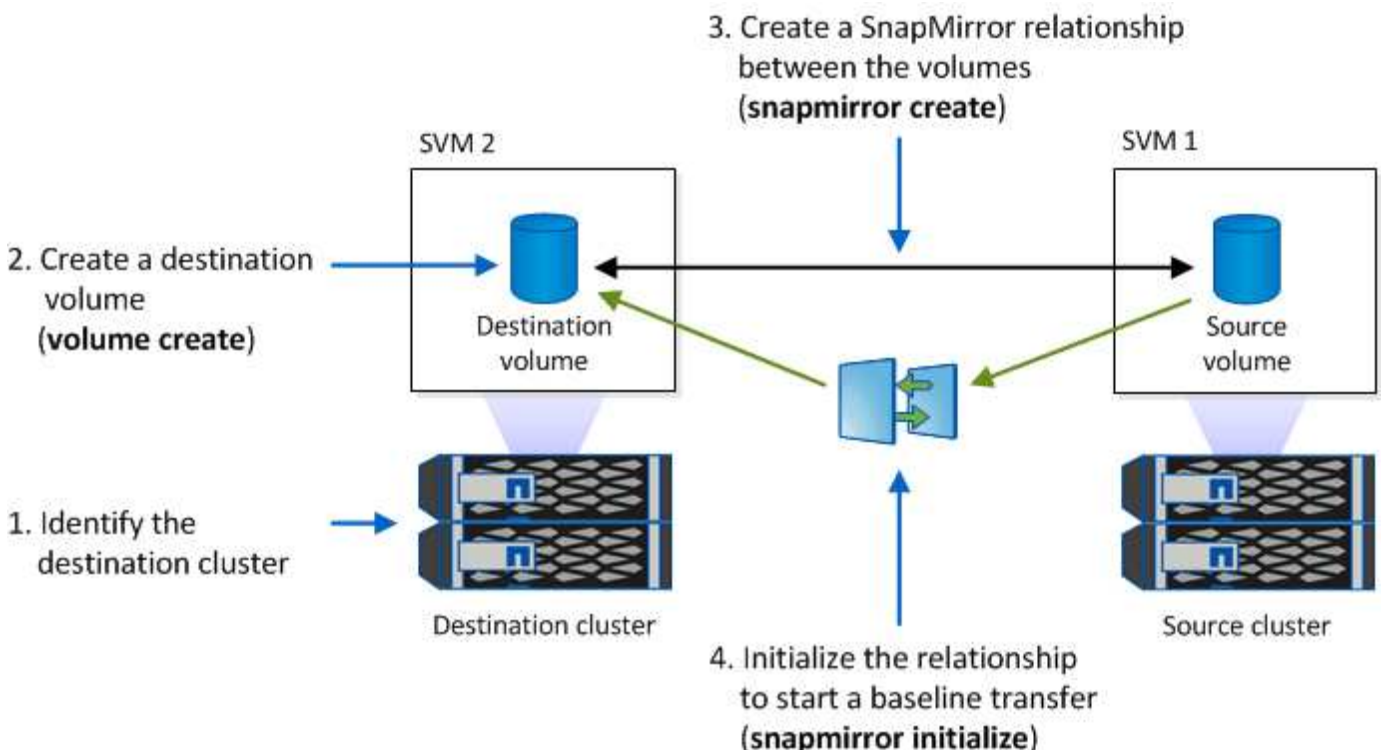 3. Create a SnapMirror relationship
between the volumes
(snapmirror create)
SVM 2
SVM 1
2. Create a destination
volume
(volume create)
Destination
volume
Source
volume
1. Identify the
destination cluster
Destination cluster
Source cluster
4. Initialize the relationship
to start a baseline transfer
(snapmirror initialize)